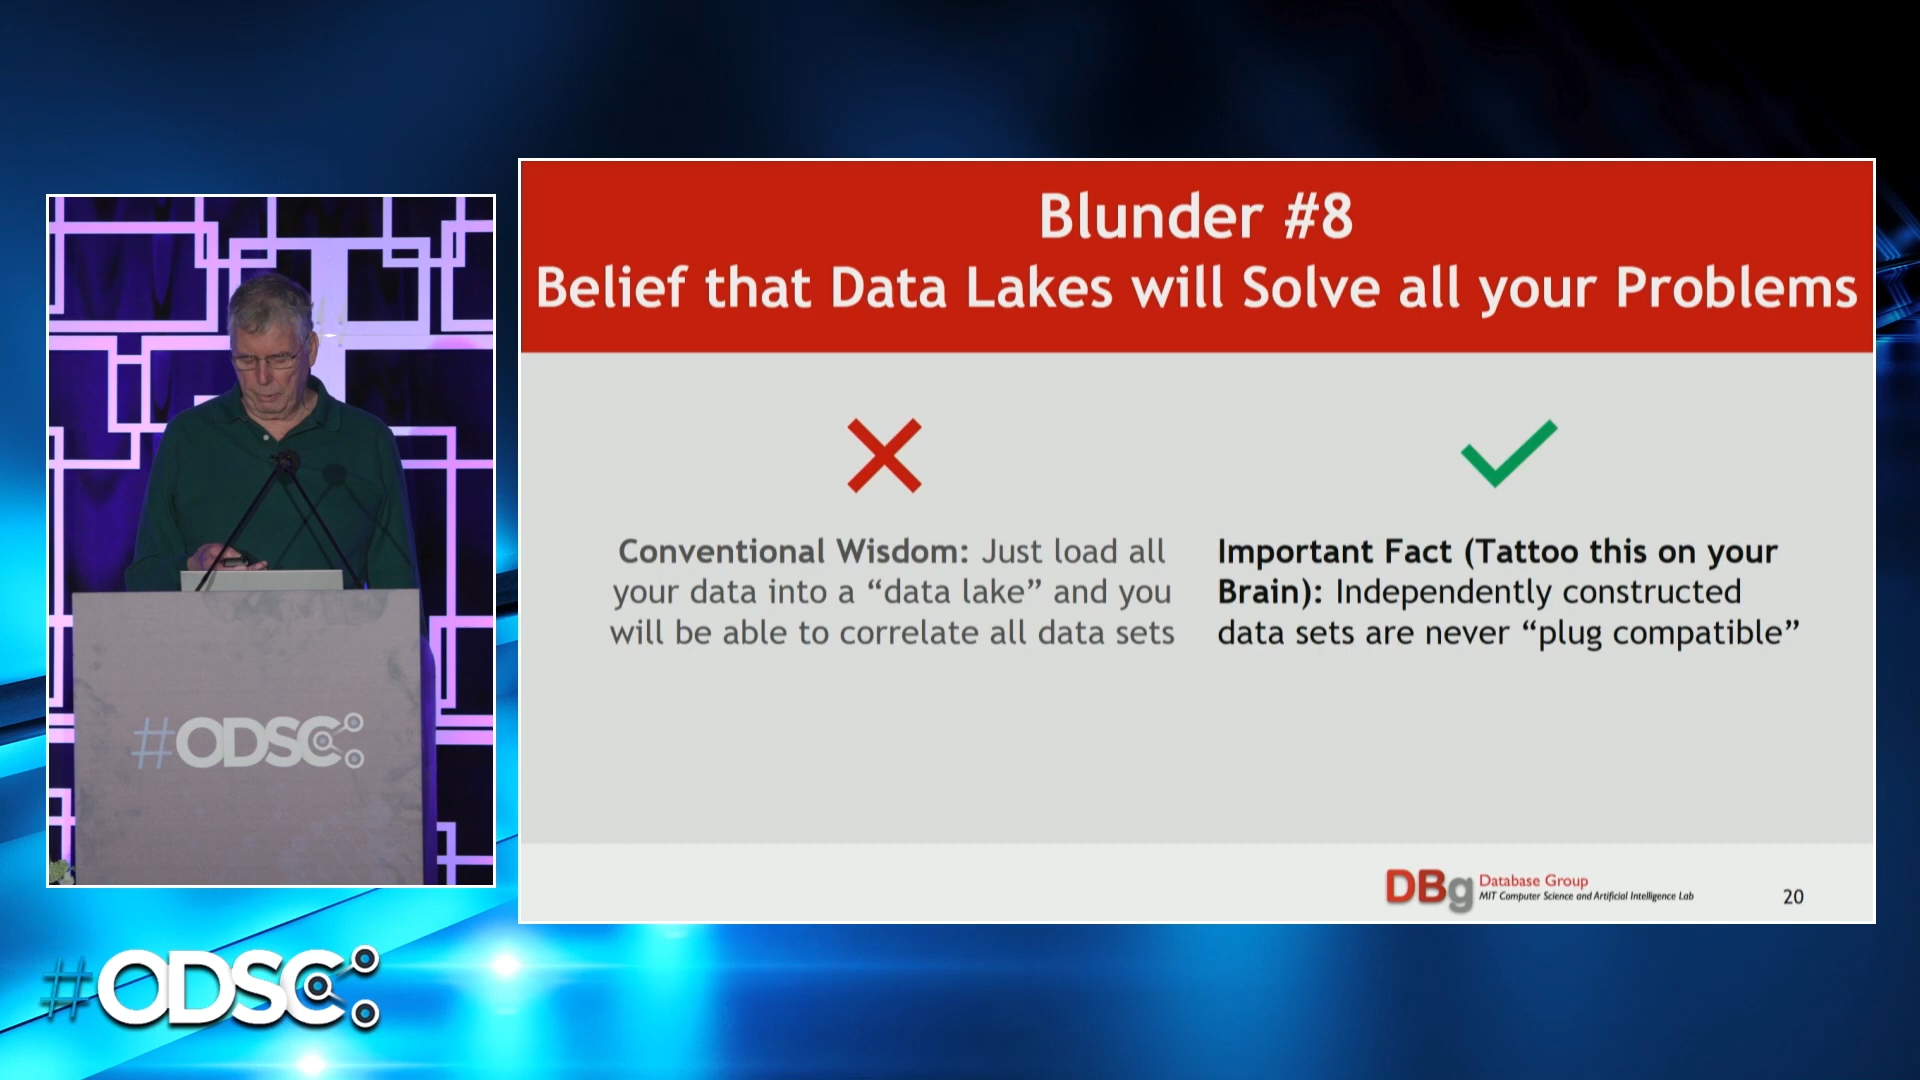 Blunder #8
Belief that Data Lakes will Solve all your Problems
Conventional Wisdom: Just load all
your data into a “data lake” and you
will be able to correlate all data sets
Important Fact (Tattoo this on your
Brain): Independently constructed
data sets are never “plug compatible”
DBg Database Group
MIT Computer Science and Artificial Intelligence Lab
20
#ODSC
#ODSC